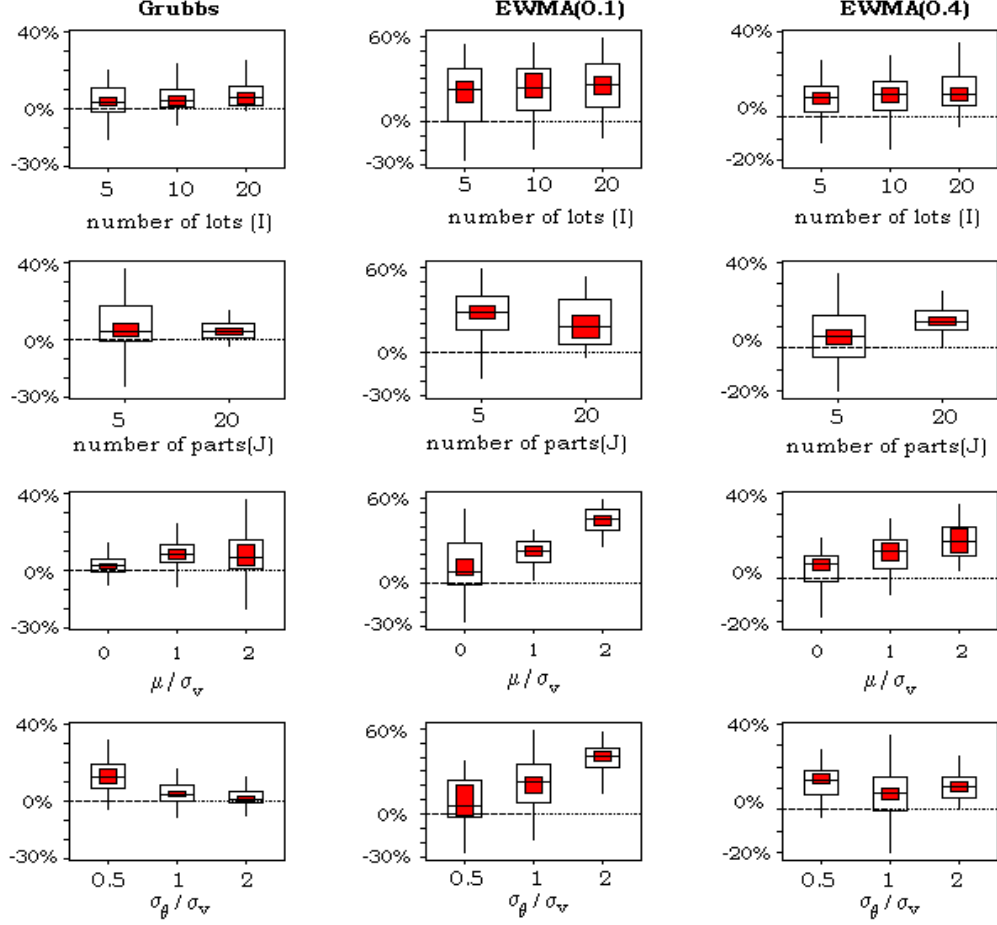 Grubbs EWMA(0.1) EWMA(0.4)
40% 0% -30%
60% 0% -30%
40% 0% -20%
5 10 20
5 10 20
5 10 20
number of lots (I) number of lots (I) number of lots (I)
40% 0% -30%
60% 0% -30%
40% 0% -20%
5 20
5 20
5 20
number of parts(J) number of parts(J) number of parts(J)
40% 0% -30%
60% 0% -30%
40% 0% -20%
0 1 2
0 1 2
0 1 2
μ / σv μ / σv μ / σv
40% 0% -30%
60% 0% -30%
40% 0% -20%
0.5 1 2
0.5 1 2
0.5 1 2
σθ / σv σθ / σv σθ / σv